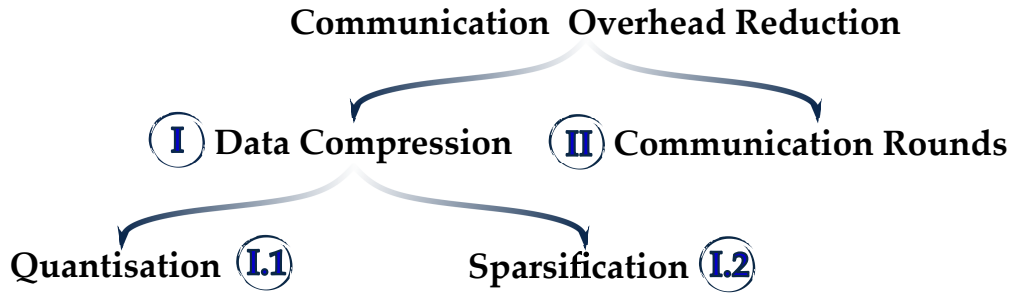 Communication Overhead Reduction
I Data Compression II Communication Rounds
Quantisation I.1 Sparsification I.2